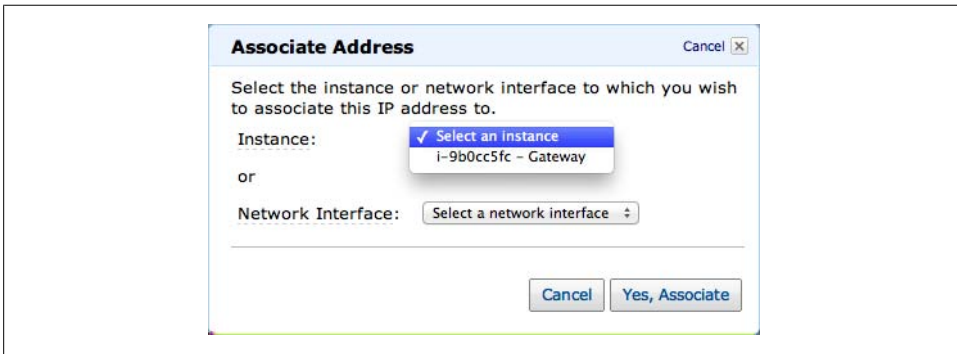 Associate Address
Cancel
Select the instance or network interface to which you wish
to associate this IP address to.
Instance:
✓ Select an instance
i-9b0cc5fc – Gateway
or
Network Interface:
Select a network interface
Cancel
Yes, Associate